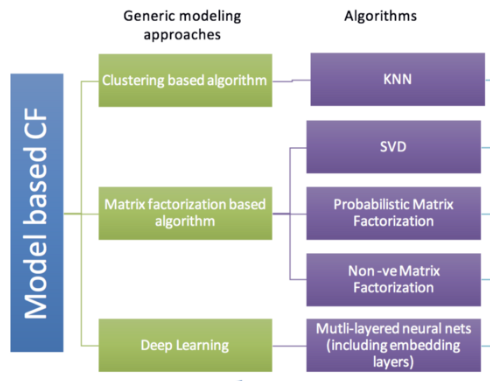 Generic modeling
approaches
Algorithms
Model based CF
Clustering based algorithm
KNN
Matrix factorization based
algorithm
SVD
Probabilistic Matrix
Factorization
Non -ve Matrix
Factorization
Deep Learning
Mutli-layered neural nets
(including embedding
layers)